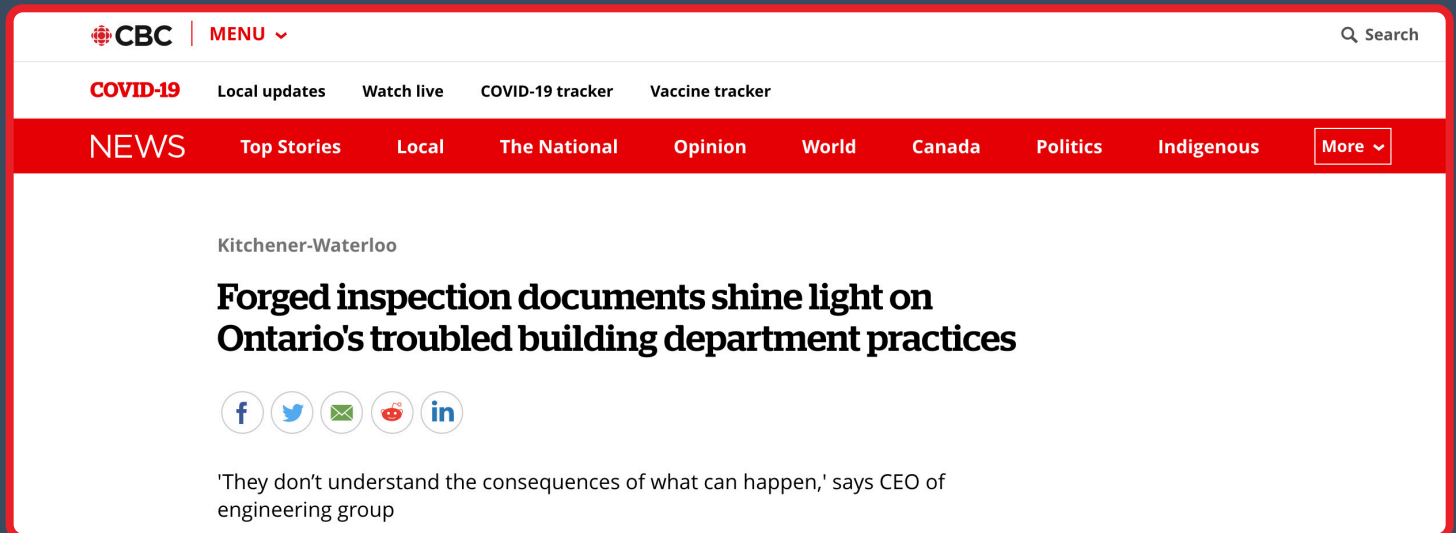 CBC MENU Search
COVID-19 Local updates Watch live COVID-19 tracker Vaccine tracker
NEWS Top Stories Local The National Opinion World Canada Politics Indigenous More
Kitchener-Waterloo
Forged inspection documents shine light on
Ontario's troubled building department practices
'They don’t understand the consequences of what can happen,' says CEO of
engineering group